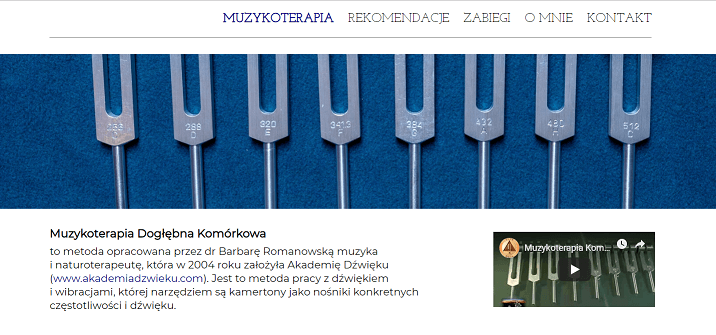 MUZYKOTERAPIA REKOMENDACJE ZABIEGI O MNIE KONTAKT
288 D
320 E
341.3 F
384 G
432 A
480 C
512 C
Muzykoterapia Dogłębna Komórkowa
to metoda opracowana przez dr Barbarę Romanowską muzyka
i naturoterapeutę, która w 2004 roku założyła Akademię Dźwięku
(www.akademiadzwieku.com). Jest to metoda pracy z dźwiękiem
i wibracjami, której narzędziem są kamertony jako nośniki konkretnych
częstotliwości i dźwięku.
Muzykoterapia Kom...